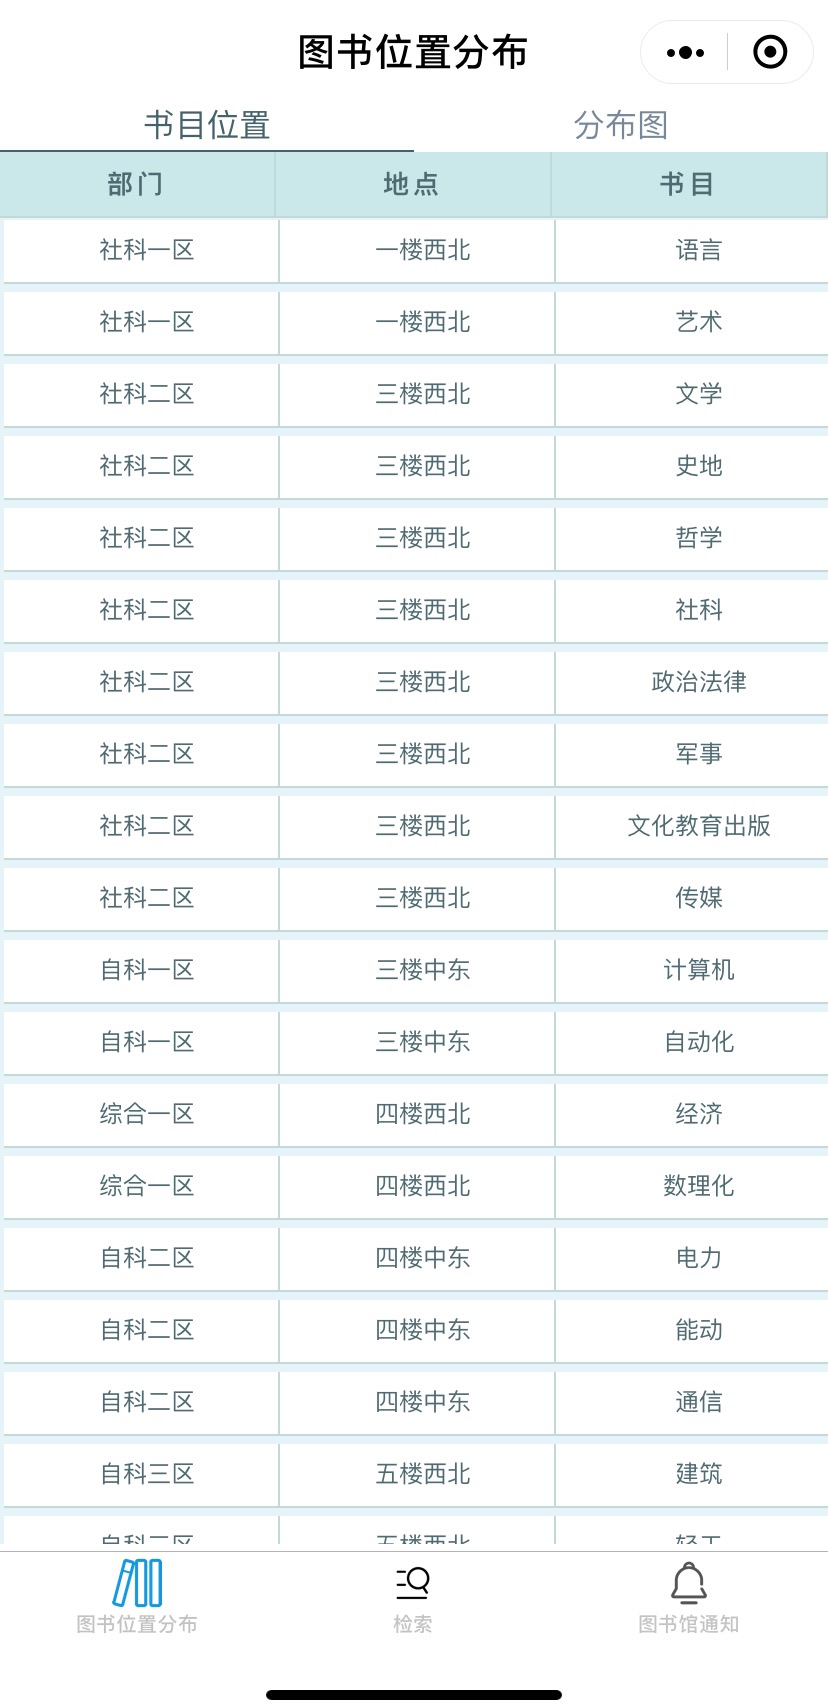 图书位置分布
书目位置 分布图
部门 地点 书目
社科一区 一楼西北 语言
社科一区 一楼西北 艺术
社科二区 三楼西北 文学
社科二区 三楼西北 史地
社科二区 三楼西北 哲学
社科二区 三楼西北 社科
社科二区 三楼西北 政治法律
社科二区 三楼西北 军事
社科二区 三楼西北 文化教育出版
社科二区 三楼西北 传媒
自科一区 三楼中东 计算机
自科一区 三楼中东 自动化
综合一区 四楼西北 经济
综合一区 四楼西北 数理化
自科二区 四楼中东 电力
自科二区 四楼中东 能动
自科二区 四楼中东 通信
自科三区 五楼西北 建筑
图书位置分布 检索 图书馆通知